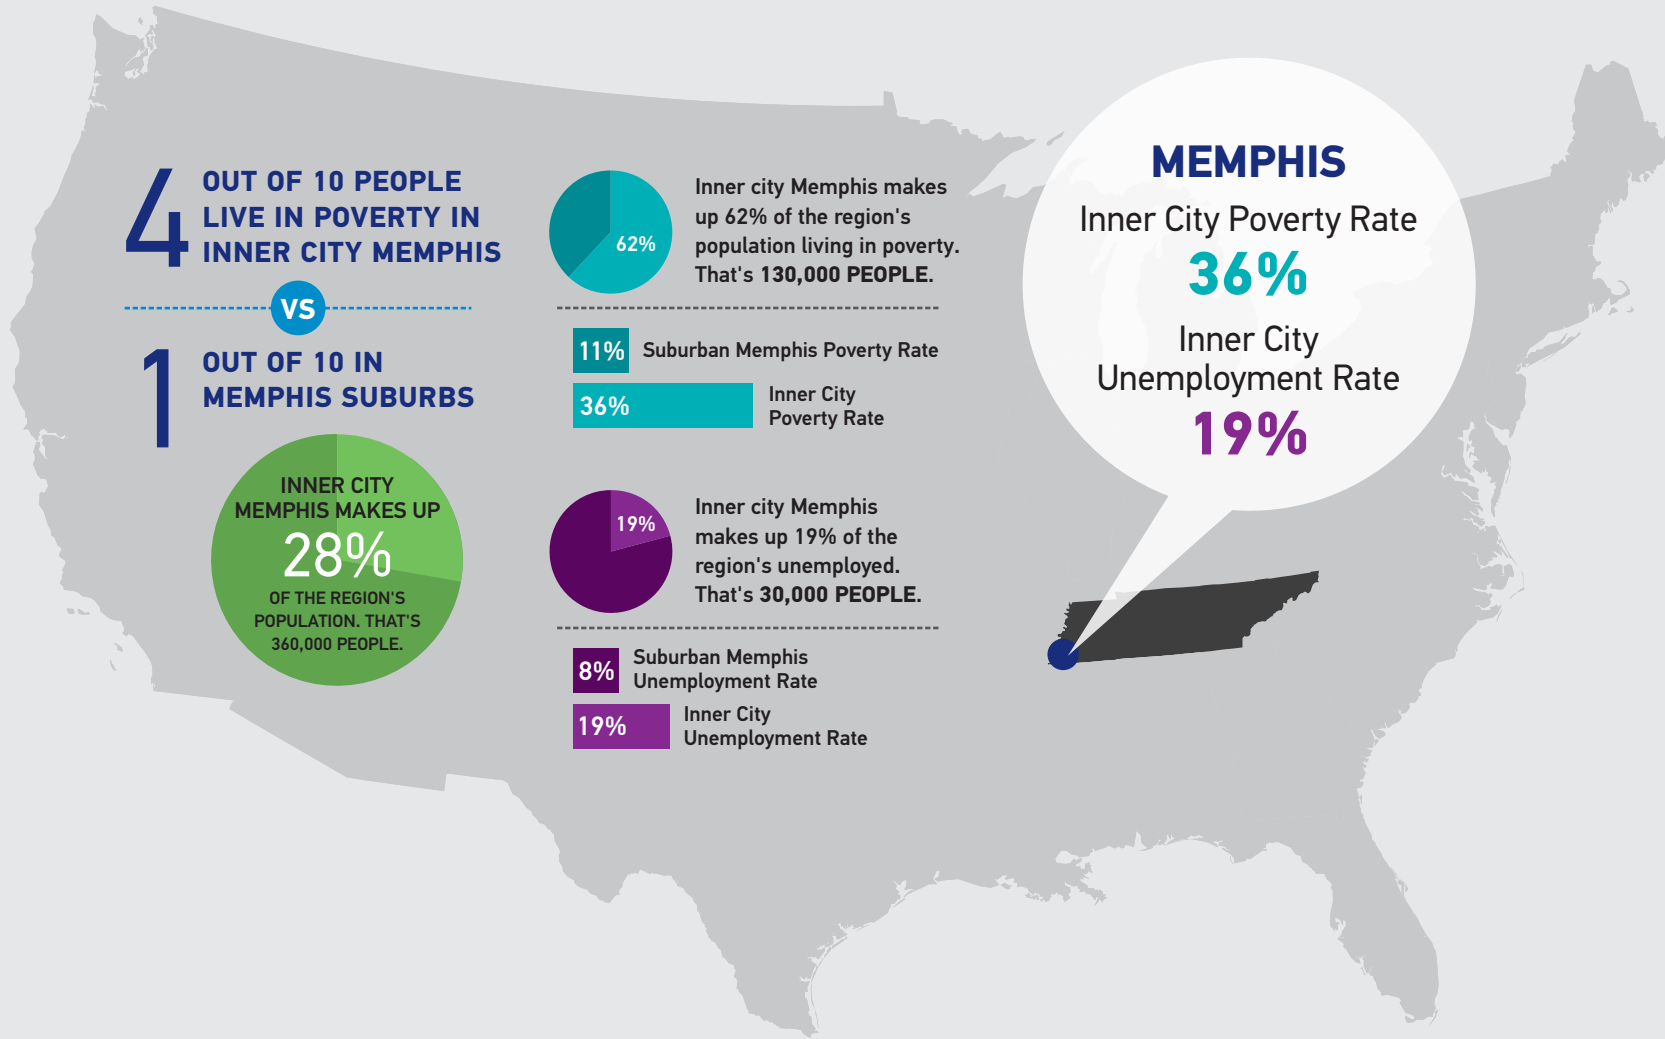 4
OUT OF 10 PEOPLE
LIVE IN POVERTY IN
INNER CITY MEMPHIS
VS
1
OUT OF 10 IN
MEMPHIS SUBURBS
INNER CITY
MEMPHIS MAKES UP
28%
OF THE REGION'S
POPULATION. THAT'S
360,000 PEOPLE.
62%
Inner city Memphis makes
up 62% of the region's
population living in poverty.
That's 130,000 PEOPLE.
11% Suburban Memphis Poverty Rate
36%
Inner City
Poverty Rate
19%
Inner city Memphis
makes up 19% of the
region's unemployed.
That's 30,000 PEOPLE.
8%
Suburban Memphis
Unemployment Rate
19%
Inner City
Unemployment Rate
MEMPHIS
Inner City Poverty Rate
36%
Inner City
Unemployment Rate
19%